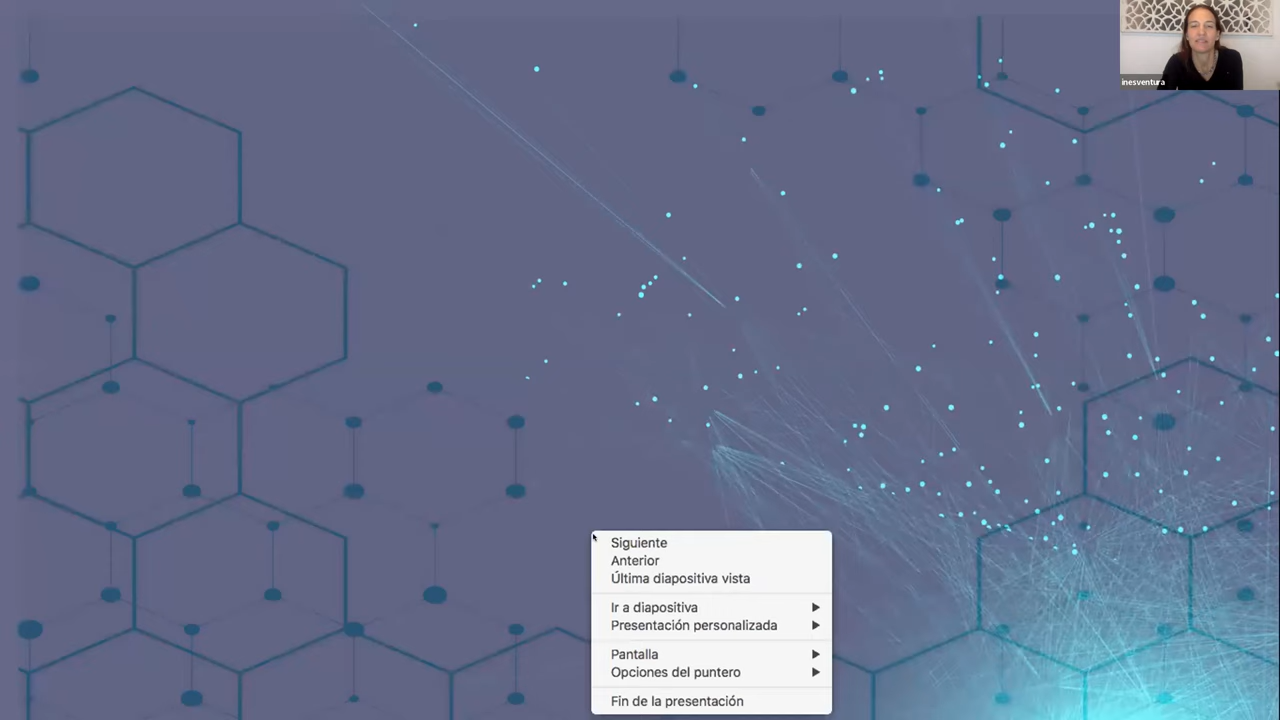 inesventura
Siguiente
Anterior
Última diapositiva vista
Ir a diapositiva
Presentación personalizada
Pantalla
Opciones del puntero
Fin de la presentación